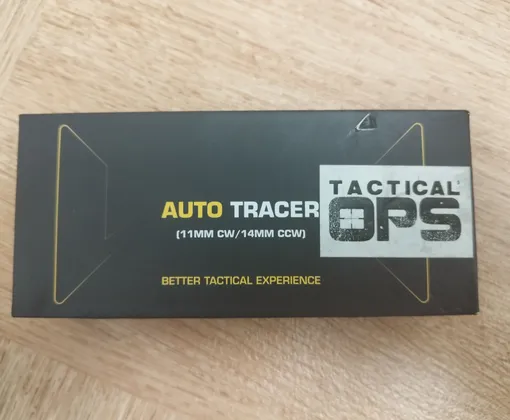 AUTO TRACER
(11MM CW/14MM CCW)
BETTER TACTICAL EXPERIENCE
TACTICAL
OPS